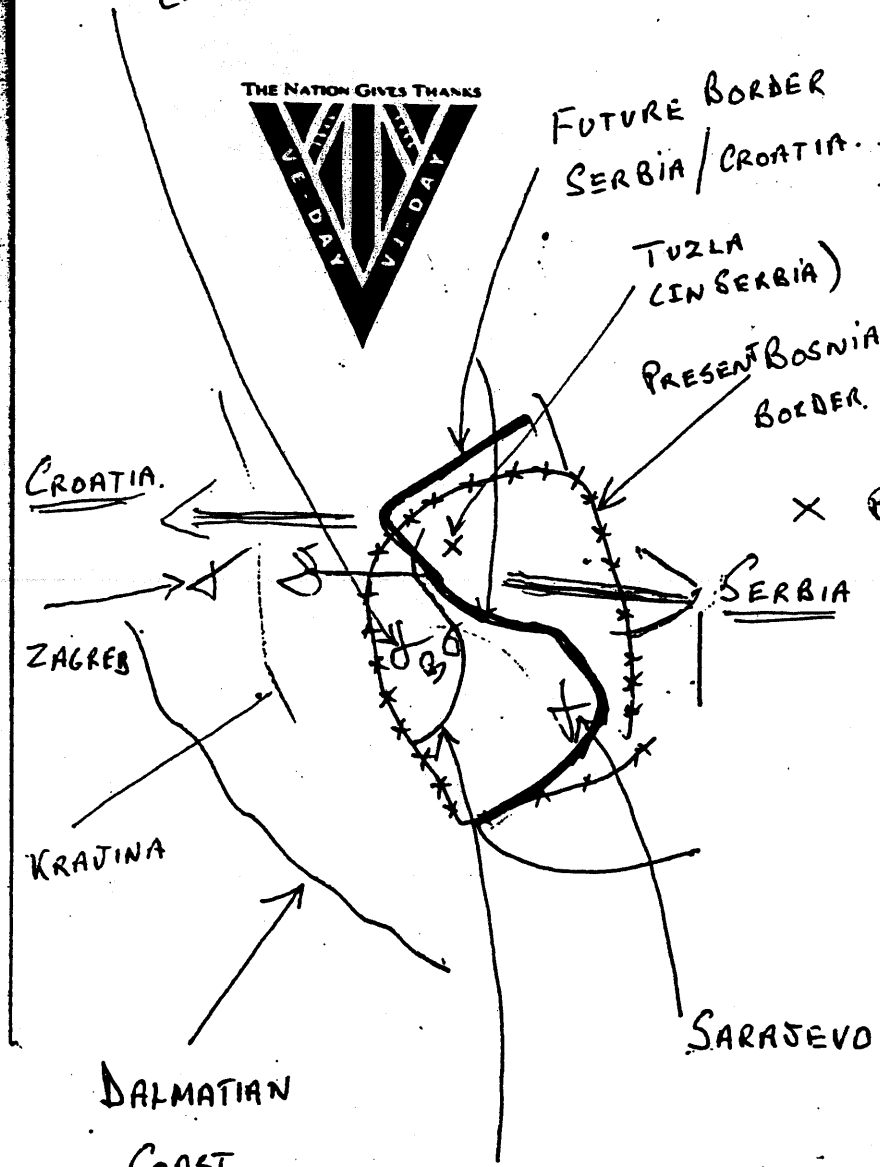 THE NATION GIVES THANKS
VE-DAY
VJ-DAY
FUTURE BORDER
SERBIA/CROATIA.
TUZLA
(IN SERBIA)
PRESENT BOSNIA
BORDER.
CROATIA.
SERBIA
ZAGREB
KRAJINA
SARAJEVO
DALMATIAN
COAST